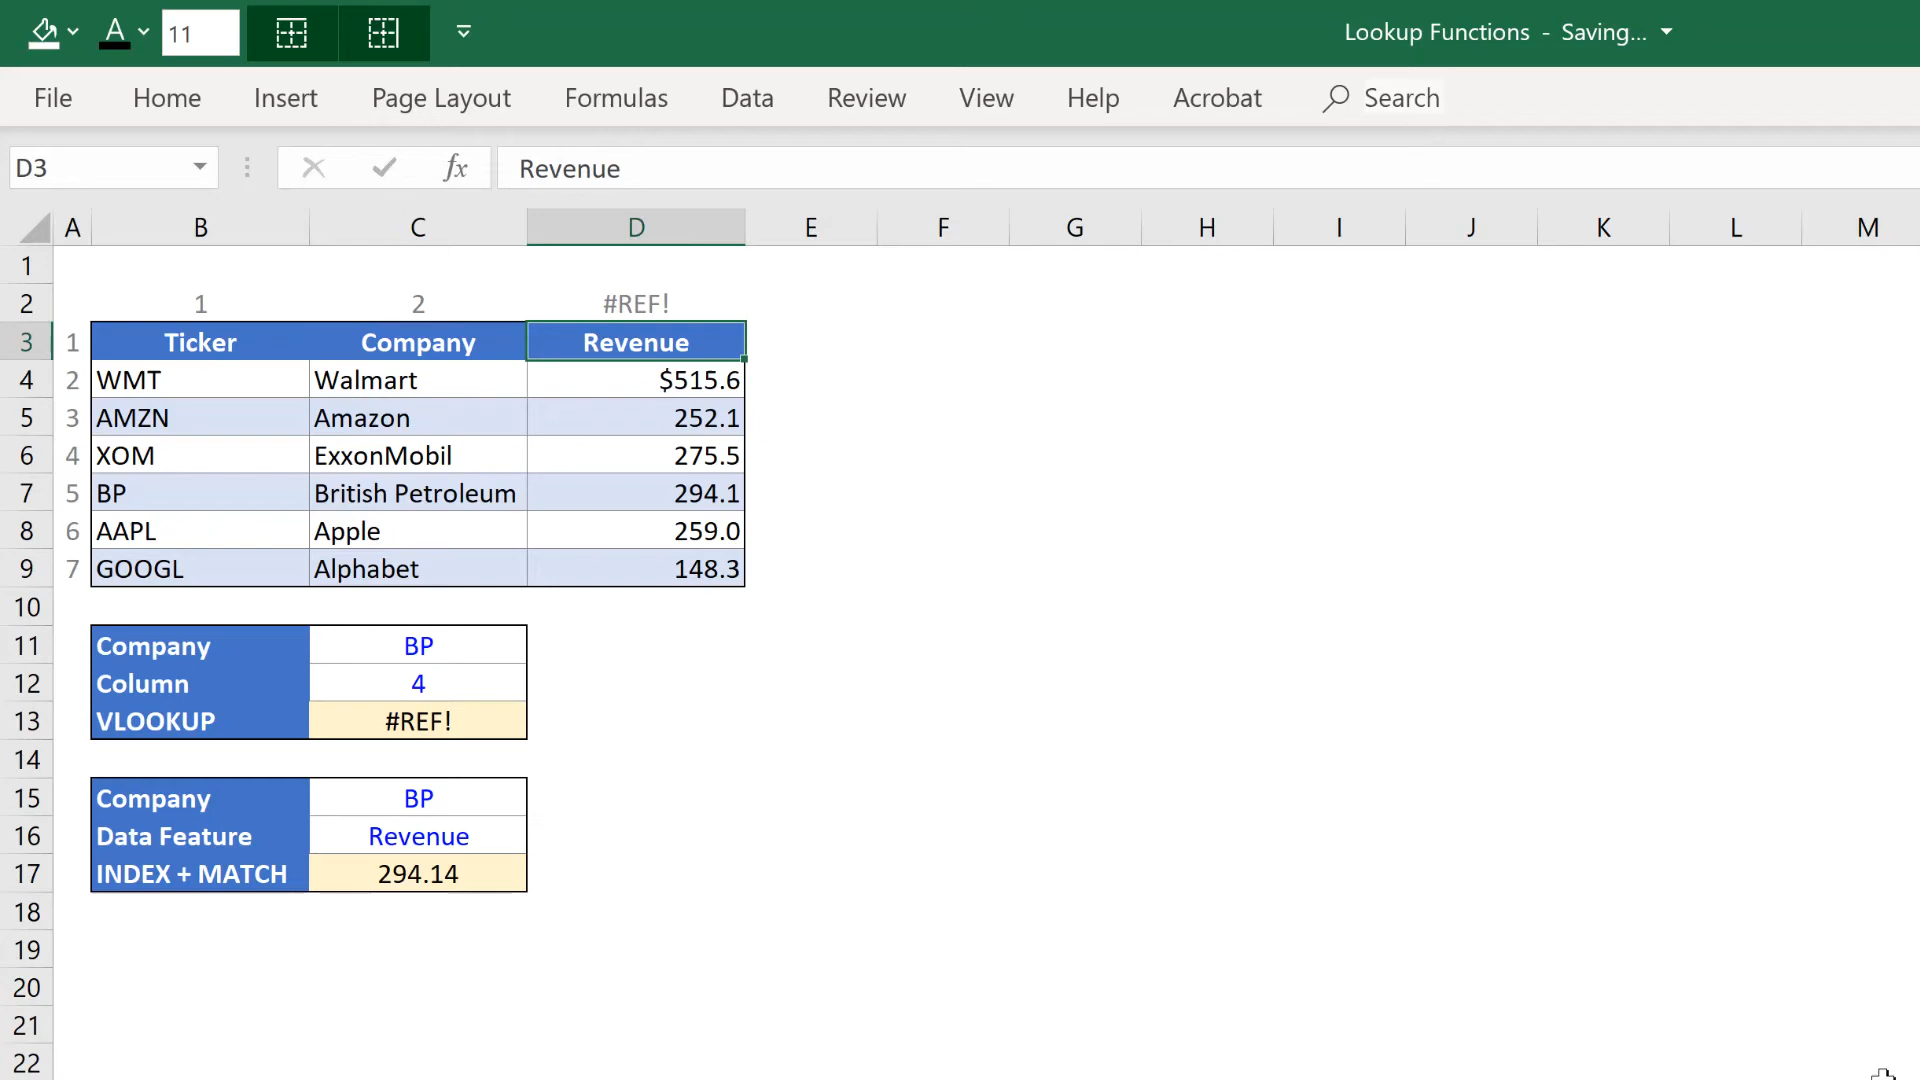 A 11 Lookup Functions - Saving...
File Home Insert Page Layout Formulas Data Review View Help Acrobat Search
D3 fx Revenue
A B C D E F G H I J K L M
1
2 1 2 #REF!
3 1 Ticker Company Revenue
4 2 WMT Walmart $515.6
5 3 AMZN Amazon 252.1
6 4 XOM ExxonMobil 275.5
7 5 BP British Petroleum 294.1
8 6 AAPL Apple 259.0
9 7 GOOGL Alphabet 148.3
10
11 Company BP
12 Column 4
13 VLOOKUP #REF!
14
15 Company BP
16 Data Feature Revenue
17 INDEX + MATCH 294.14
18
19
20
21
22